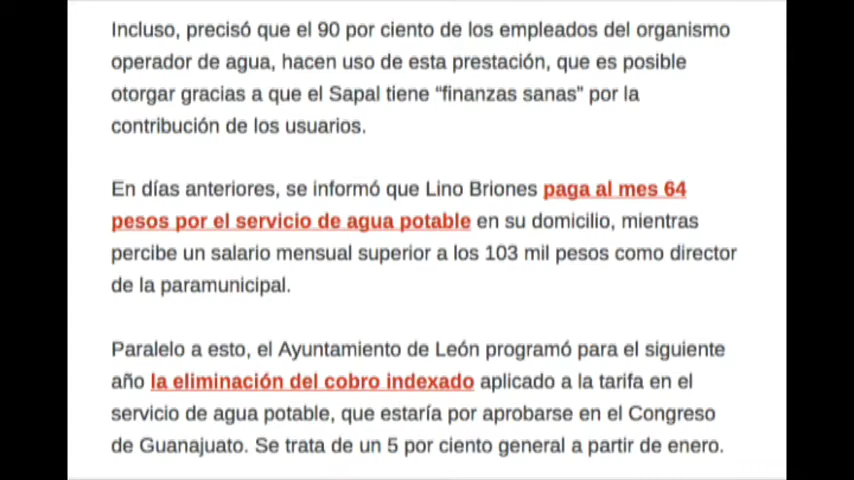 Incluso, precisó que el 90 por ciento de los empleados del organismo
operador de agua, hacen uso de esta prestación, que es posible
otorgar gracias a que el Sapal tiene “finanzas sanas” por la
contribución de los usuarios.
En días anteriores, se informó que Lino Briones paga al mes 64
pesos por el servicio de agua potable en su domicilio, mientras
percibe un salario mensual superior a los 103 mil pesos como director
de la paramunicipal.
Paralelo a esto, el Ayuntamiento de León programó para el siguiente
año la eliminación del cobro indexado aplicado a la tarifa en el
servicio de agua potable, que estaría por aprobarse en el Congreso
de Guanajuato. Se trata de un 5 por ciento general a partir de enero.